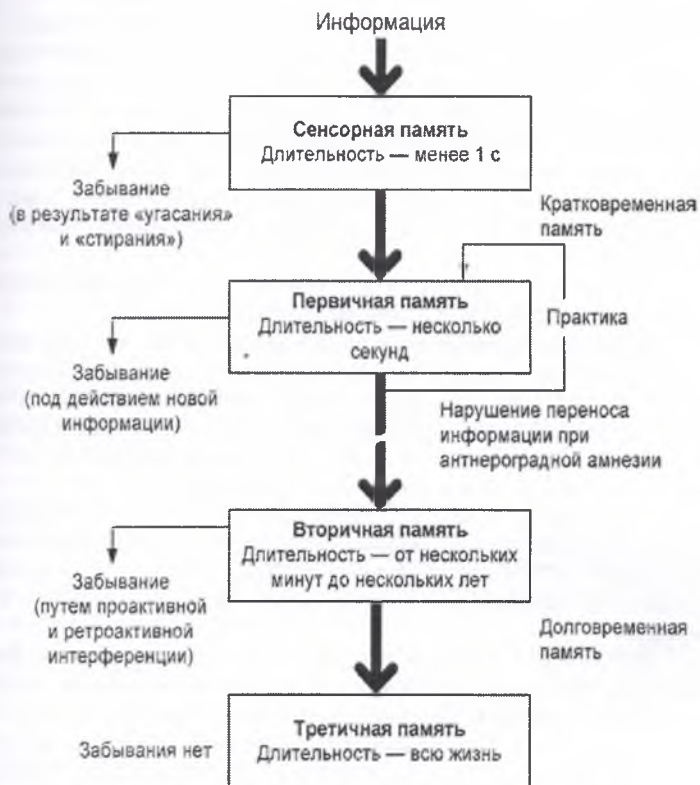 Информация
Сенсорная память
Длительность — менее 1 с
Забывание
(в результате «угасания»
и «стирания»)
Кратковременная
память
Первичная память
Длительность — несколько
секунд
Практика
Забывание
(под действием новой
информации)
Нарушение переноса
информации при
антнероградной амнезии
Вторичная память
Длительность — от нескольких
минут до нескольких лет
Забывание
(путем проактивной
и ретроактивной
интерференции)
Долговременная
память
Третичная память
Длительность — всю жизнь
Забывания нет